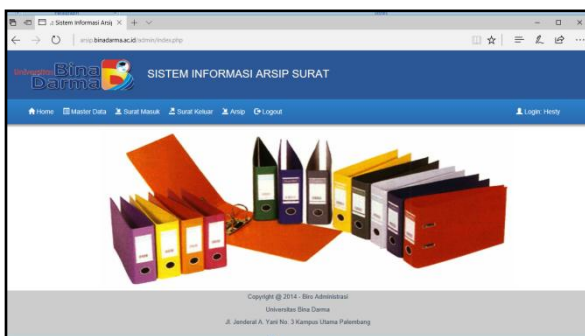 .: Sistem Informasi Arsip
arsip.binadarma.ac.id/admin/index.php
Universitas Bina Darma
SISTEM INFORMASI ARSIP SURAT
Home Master Data Surat Masuk Surat Keluar Arsip Logout Login: Hesty
Copyright @ 2014 - Biro Administrasi
Universitas Bina Darma
Jl. Jenderal A. Yani No. 3 Kampus Utama Palembang